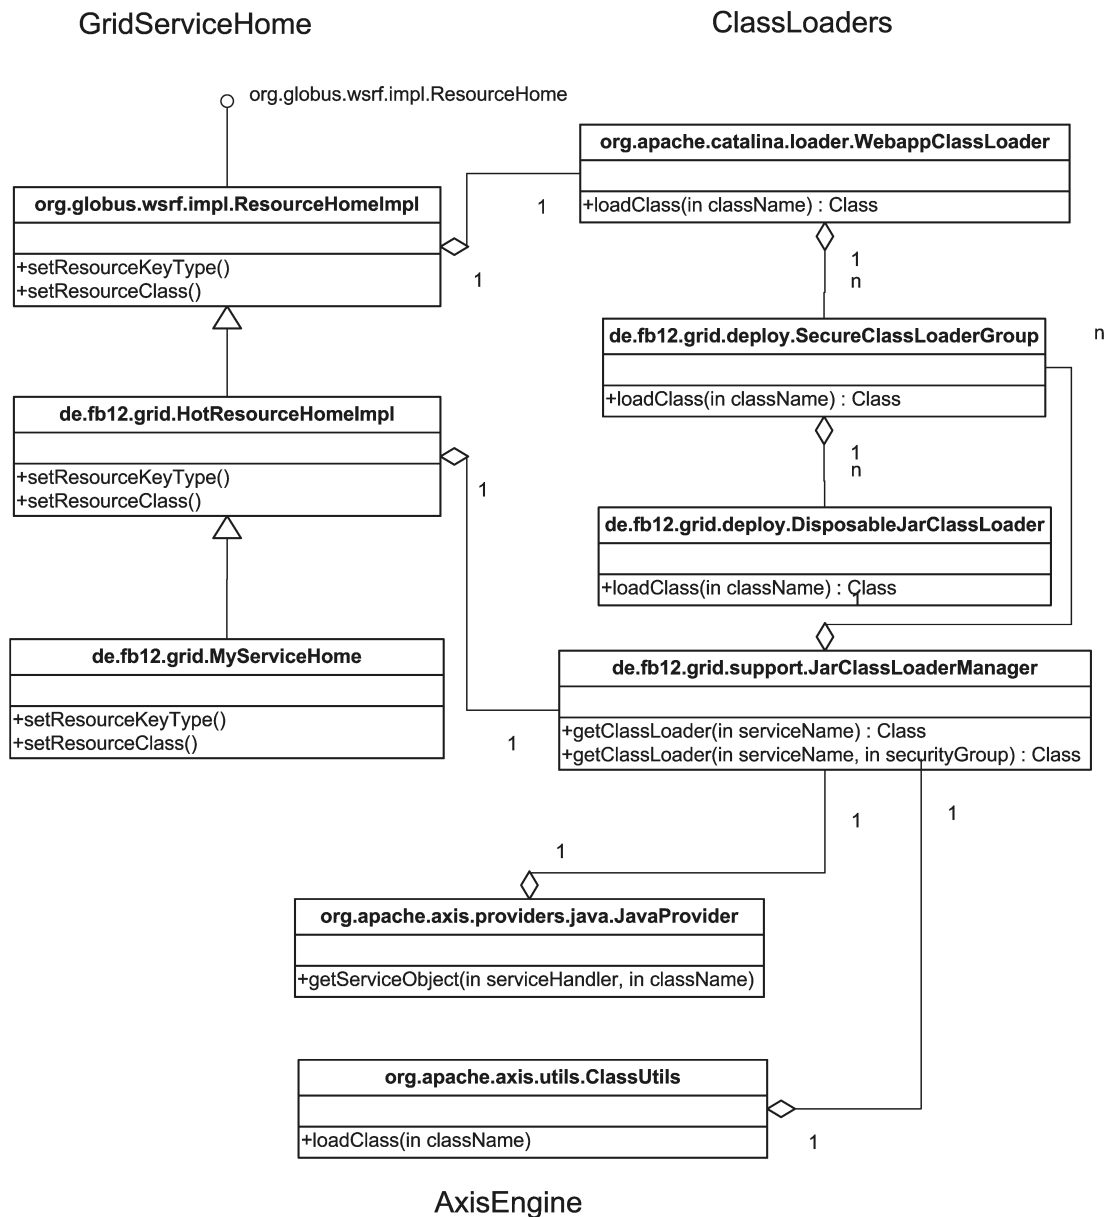 GridServiceHome
ClassLoaders
org.globus.wsrf.impl.ResourceHome
org.apache.catalina.loader.WebappClassLoader
+loadClass(in className) : Class
org.globus.wsrf.impl.ResourceHomeImpl
+setResourceKeyType()
+setResourceClass()
1
1
1
n
de.fb12.grid.deploy.SecureClassLoaderGroup
+loadClass(in className) : Class
n
de.fb12.grid.HotResourceHomeImpl
+setResourceKeyType()
+setResourceClass()
1
1
n
de.fb12.grid.deploy.DisposableJarClassLoader
+loadClass(in className) : Class
1
de.fb12.grid.MyServiceHome
+setResourceKeyType()
+setResourceClass()
1
de.fb12.grid.support.JarClassLoaderManager
+getClassLoader(in serviceName) : Class
+getClassLoader(in serviceName, in securityGroup) : Class
1
1
1
org.apache.axis.providers.java.JavaProvider
+getServiceObject(in serviceHandler, in className)
org.apache.axis.utils.ClassUtils
+loadClass(in className)
1
AxisEngine